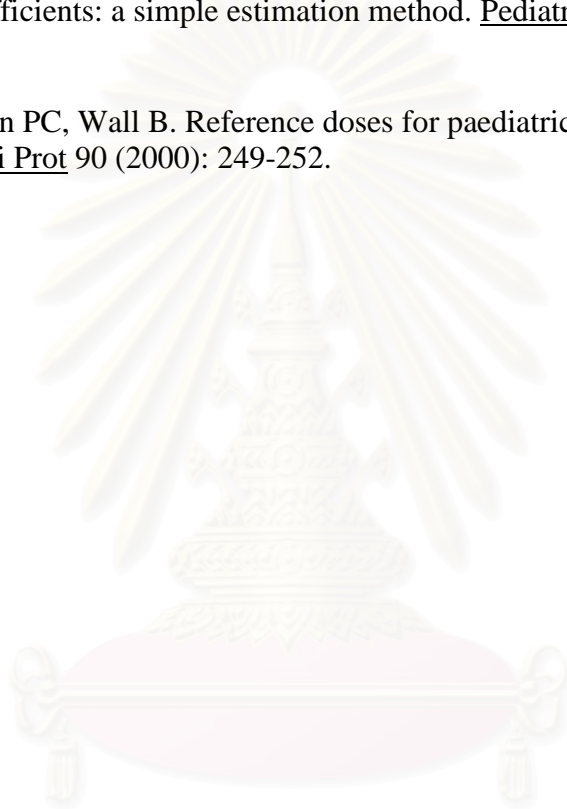 fficients: a simple estimation method. Pediatr
n PC, Wall B. Reference doses for paediatric
i Prot 90 (2000): 249-252.